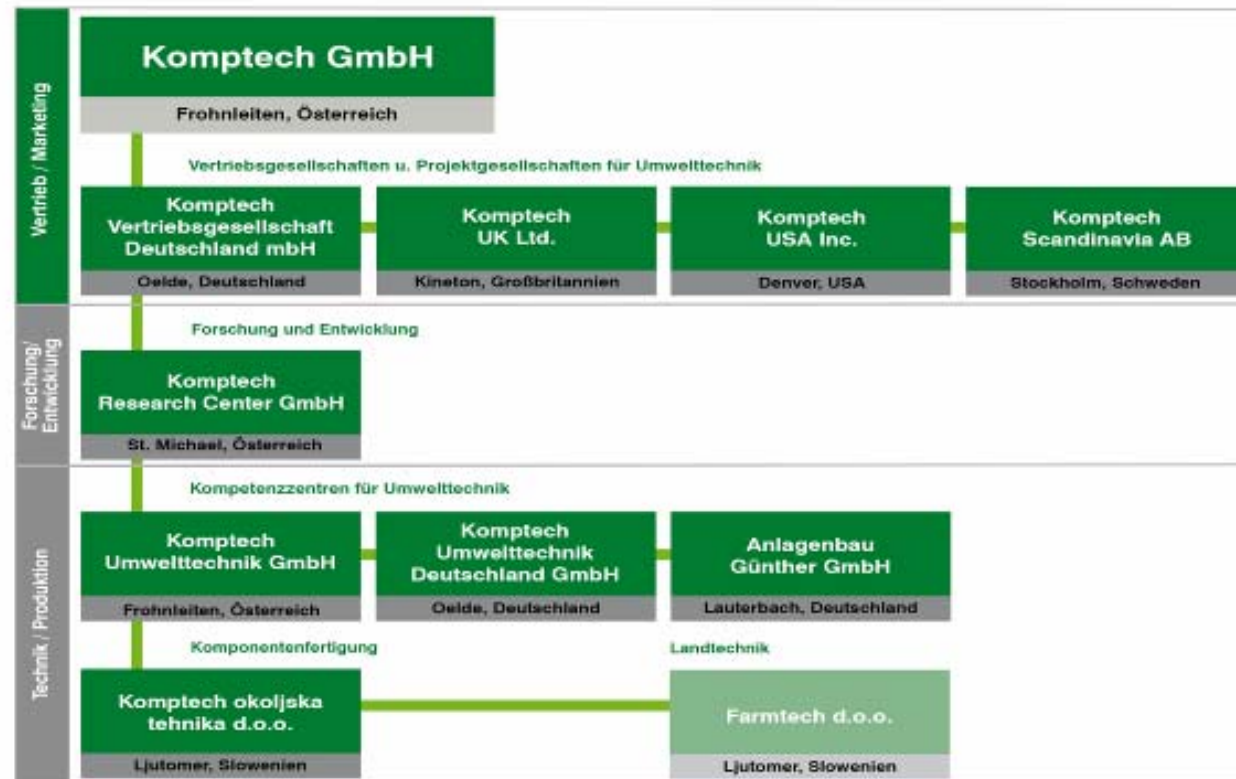 Vertrieb / Marketing
Komptech GmbH
Frohnleiten, Österreich
Vertriebsgesellschaften u. Projektgesellschaften für Umwelttechnik
Komptech
Vertriebsgesellschaft
Deutschland mbH
Oelde, Deutschland
Komptech
UK Ltd.
Kineton, Großbritannien
Komptech
USA Inc.
Denver, USA
Komptech
Scandinavia AB
Stockholm, Schweden
Forschung/
Entwicklung
Forschung und Entwicklung
Komptech
Research Center GmbH
St. Michael, Österreich
Technik / Produktion
Kompetenzzentren für Umwelttechnik
Komptech
Umwelttechnik GmbH
Frohnleiten, Österreich
Komptech
Umwelttechnik
Deutschland GmbH
Oelde, Deutschland
Anlagenbau
Günther GmbH
Lauterbach, Deutschland
Komponentenfertigung
Komptech okoljska
tehnika d.o.o.
Ljutomer, Slowenien
Landtechnik
Farmtech d.o.o.
Ljutomer, Slowenien